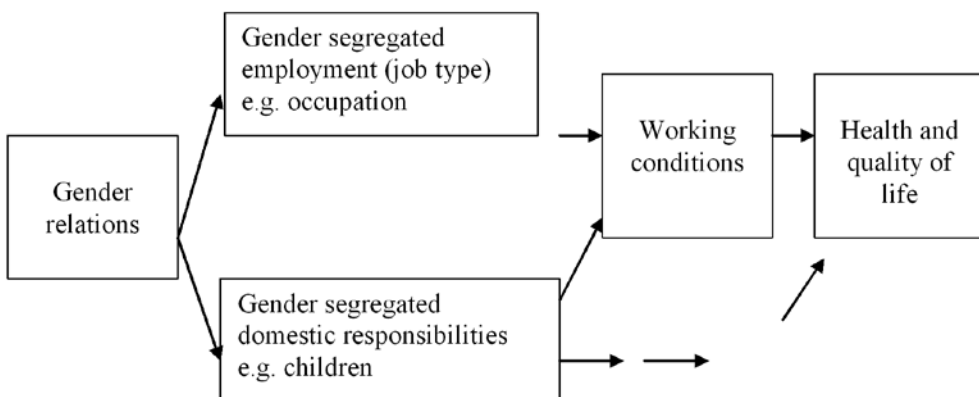 Gender segregated
employment (job type)
e.g. occupation
Gender
relations
Working
conditions
Health and
quality of
life
Gender segregated
domestic responsibilities
e.g. children